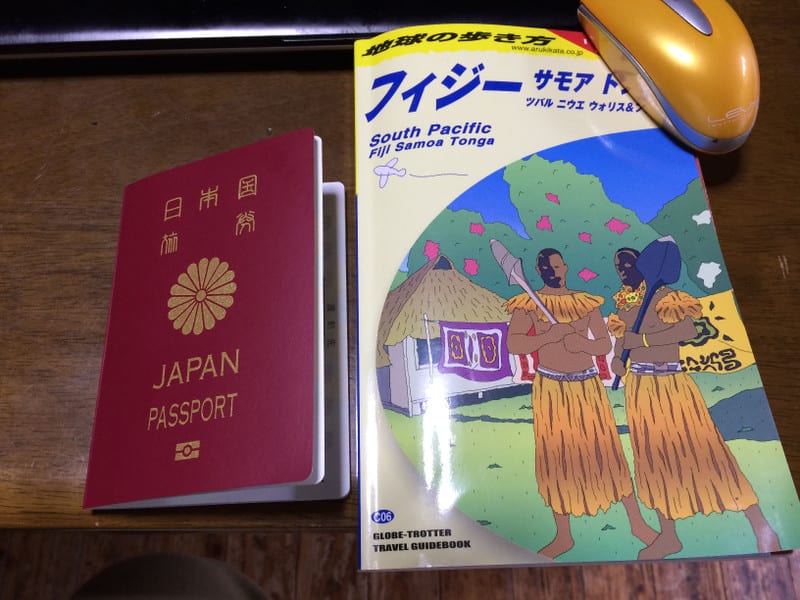 日本国
旅券
JAPAN
PASSPORT
地球の歩き方
www.arukikata.co.jp
フィジー サモア
ツバル ニウエ ウォリス&
South Pacific
Fiji Samoa Tonga
C06
GLOBE-TROTTER
TRAVEL GUIDEBOOK